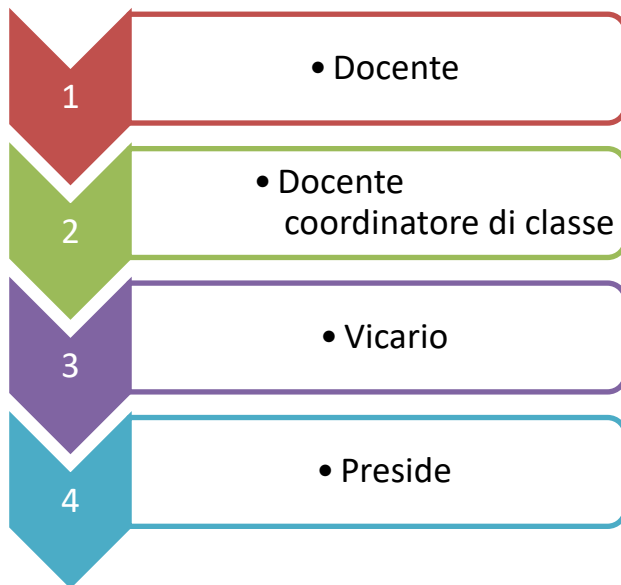 1
• Docente
2
• Docente
coordinatore di classe
3
• Vicario
4
• Preside